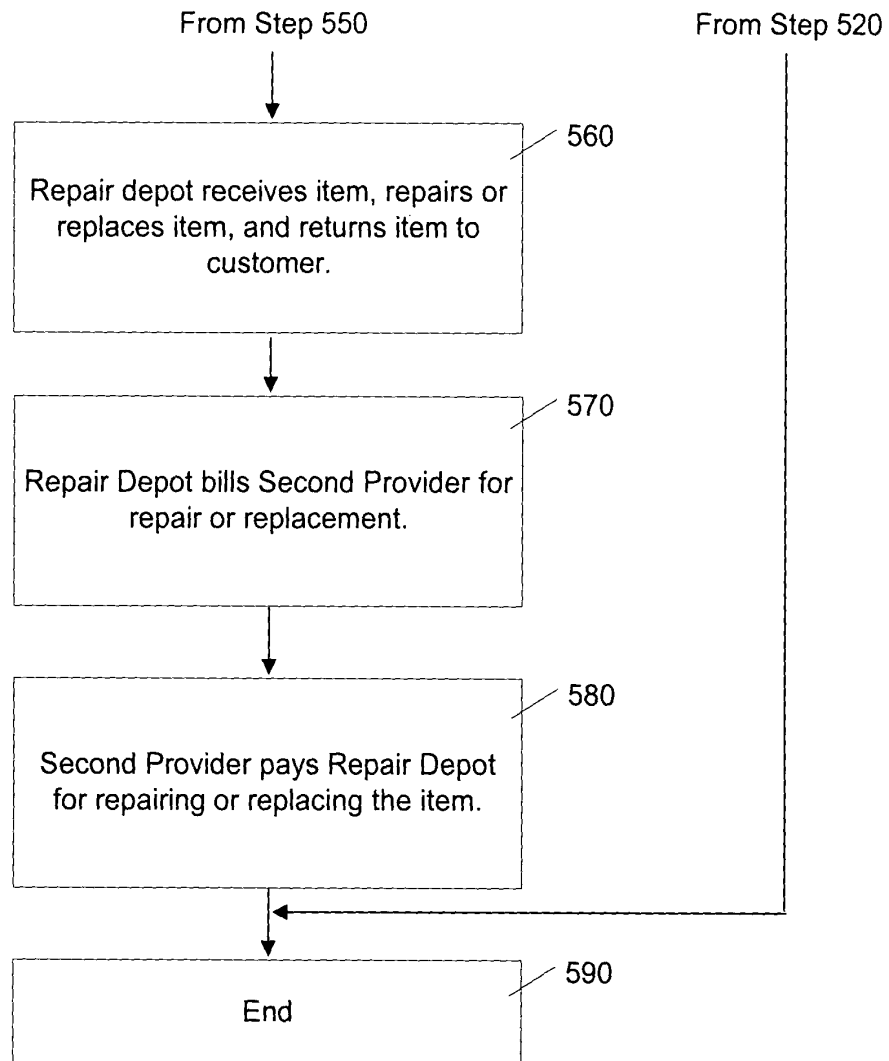 From Step 550
From Step 520
560
Repair depot receives item, repairs or
replaces item, and returns item to
customer.
570
Repair Depot bills Second Provider for
repair or replacement.
580
Second Provider pays Repair Depot
for repairing or replacing the item.
590
End